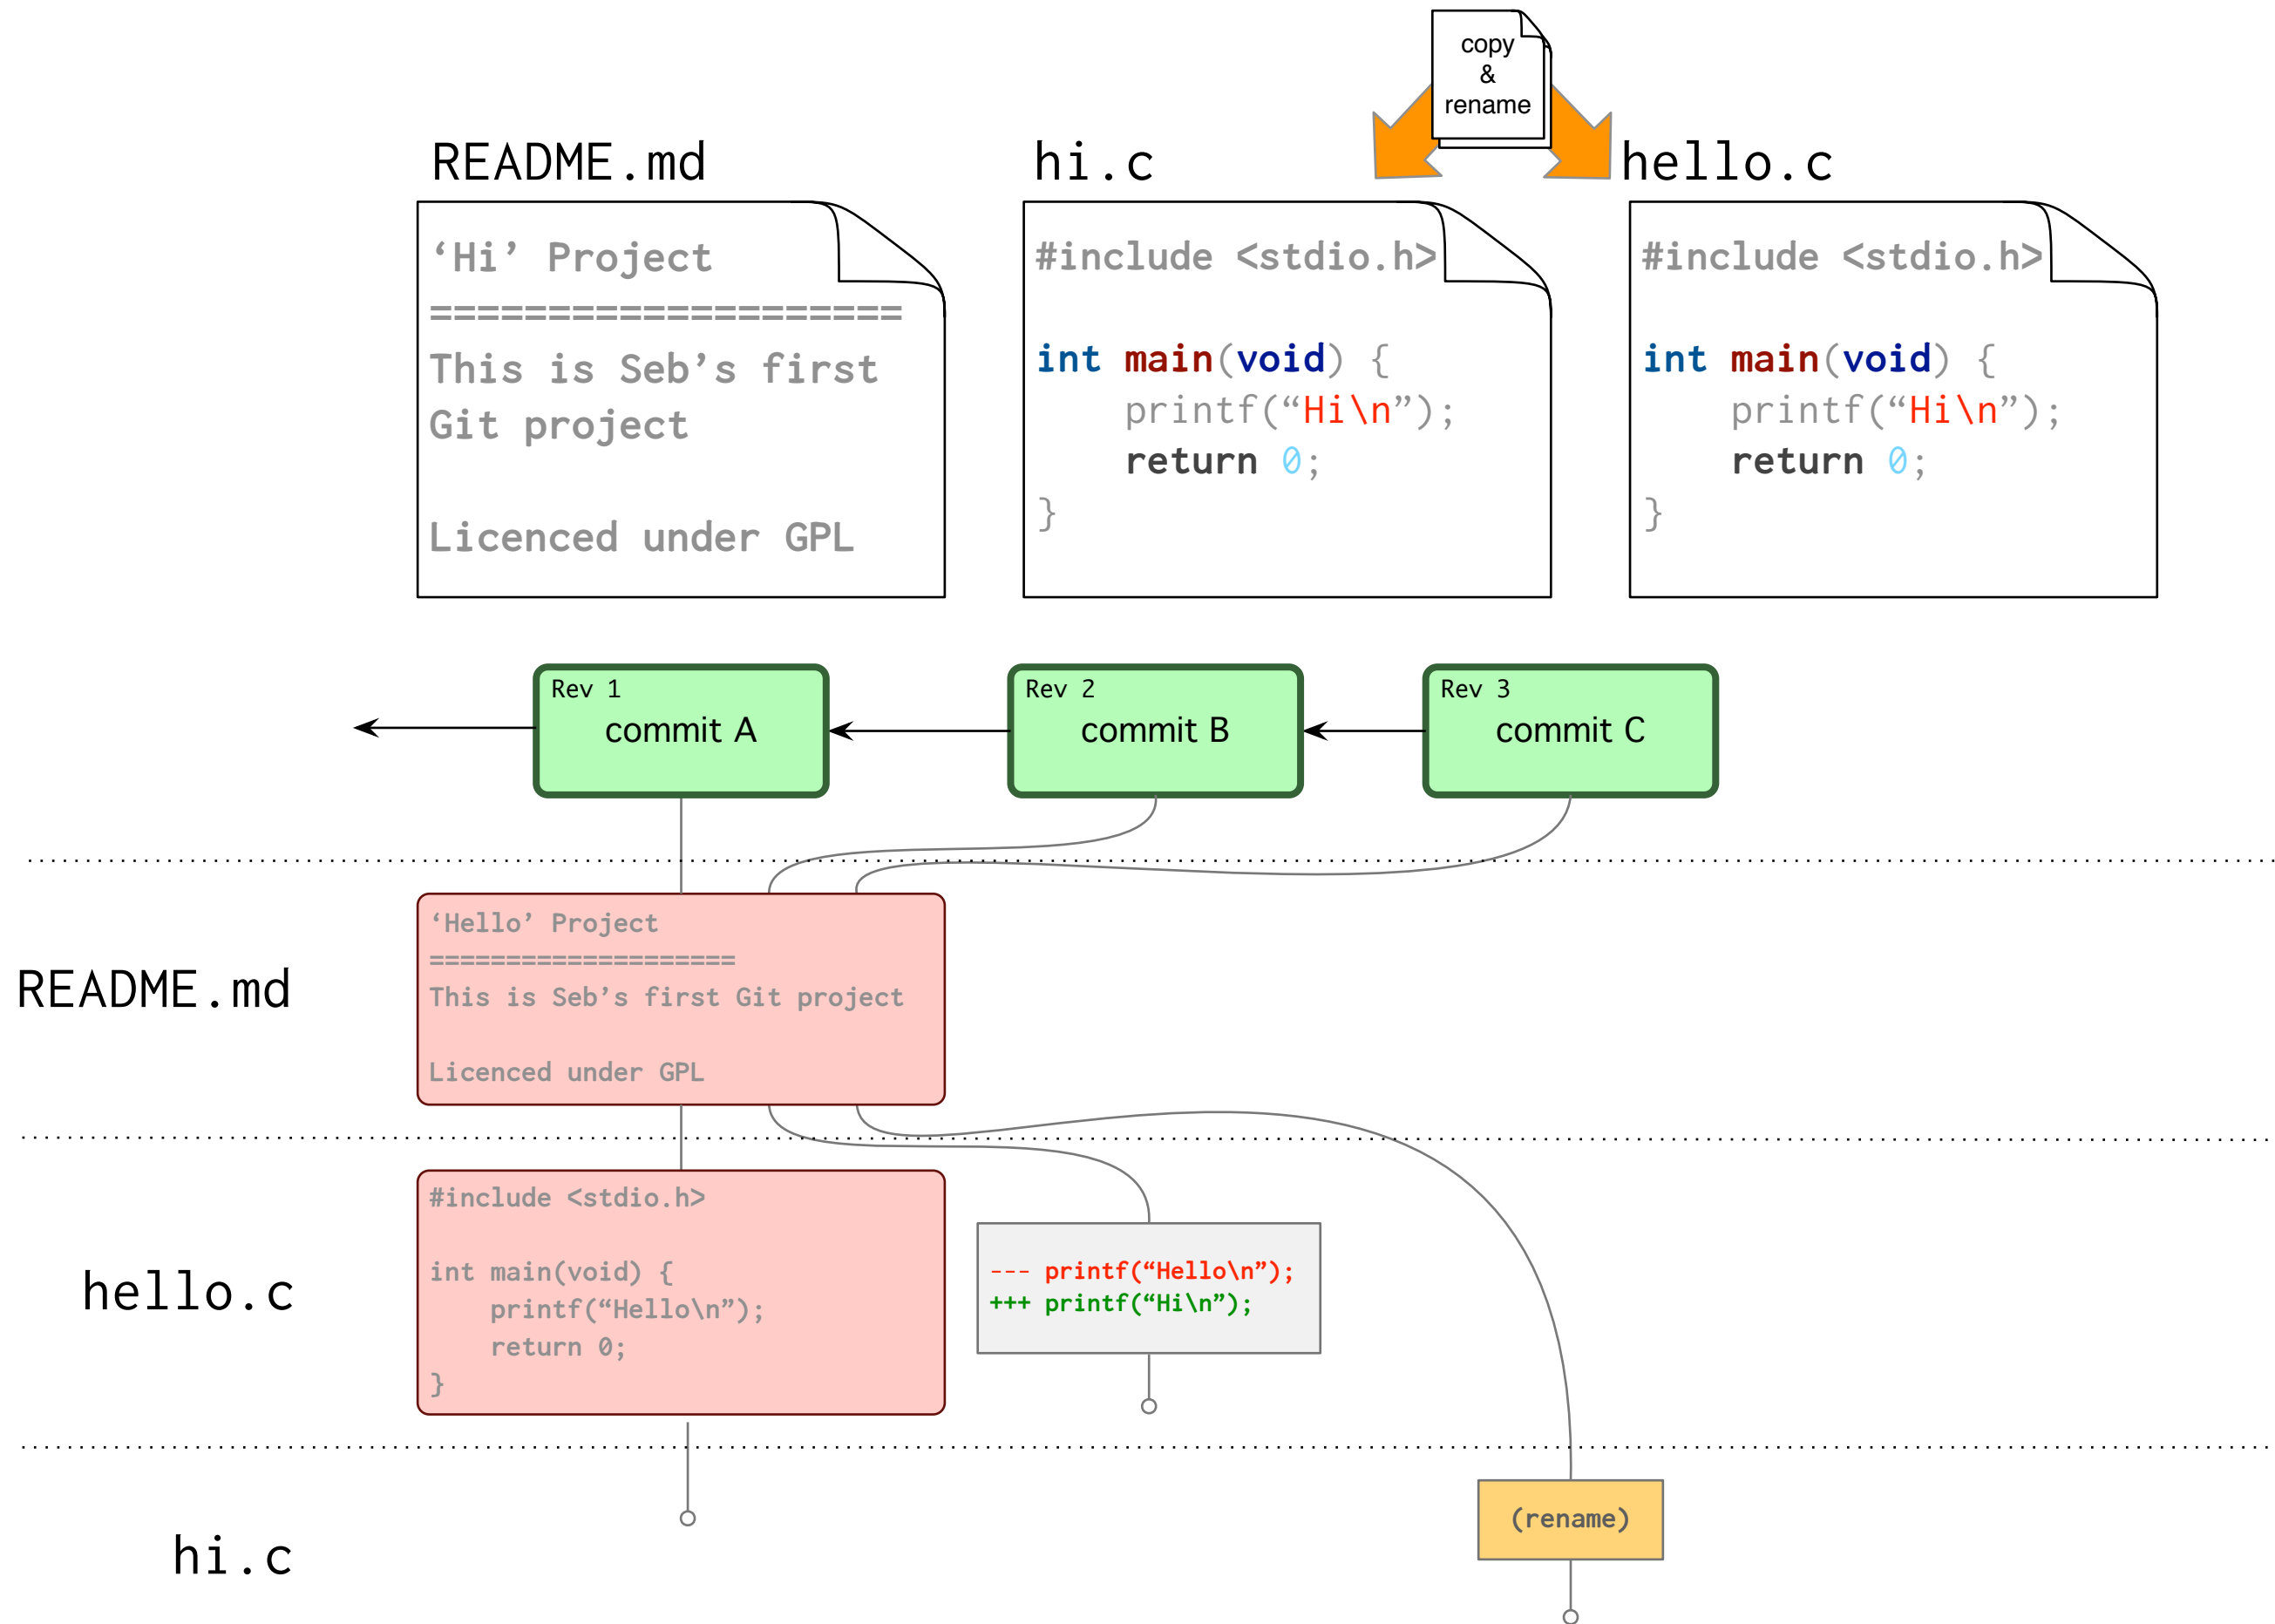 copy
&
rename
README.md
hi.c
hello.c
‘Hi’ Project
====================
This is Seb’s first
Git project
Licenced under GPL
#include <stdio.h>
int main(void) {
    printf(“Hi\n”);
    return 0;
}
#include <stdio.h>
int main(void) {
    printf(“Hi\n”);
    return 0;
}
Rev 1
commit A
Rev 2
commit B
Rev 3
commit C
README.md
‘Hello’ Project
====================
This is Seb’s first Git project
Licenced under GPL
hello.c
#include <stdio.h>
int main(void) {
    printf(“Hello\n”);
    return 0;
}
--- printf(“Hello\n”);
+++ printf(“Hi\n”);
hi.c
(rename)